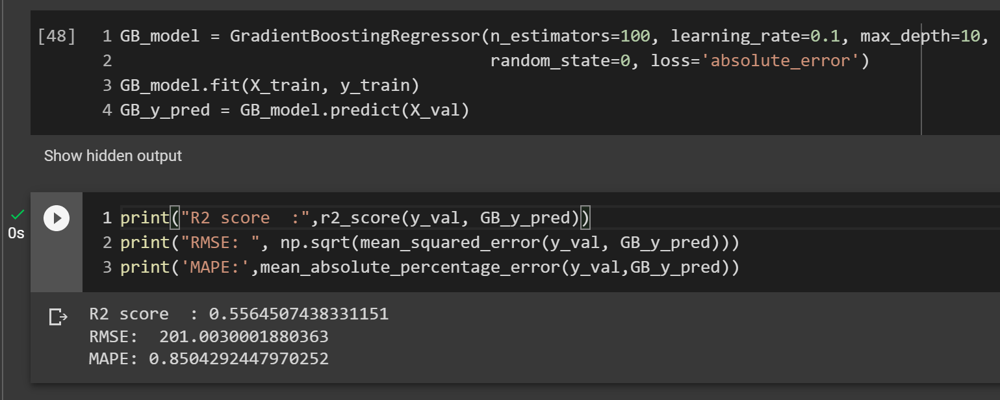 [48] 1 GB_model = GradientBoostingRegressor(n_estimators=100, learning_rate=0.1, max_depth=10,
2 random_state=0, loss='absolute_error')
3 GB_model.fit(X_train, y_train)
4 GB_y_pred = GB_model.predict(X_val)
Show hidden output
1 print("R2 score  :",r2_score(y_val, GB_y_pred))
0s
2 print("RMSE: ", np.sqrt(mean_squared_error(y_val, GB_y_pred)))
3 print('MAPE:',mean_absolute_percentage_error(y_val,GB_y_pred))
R2 score  : 0.5564507438331151
RMSE:  201.0030001880363
MAPE: 0.8504292447970252